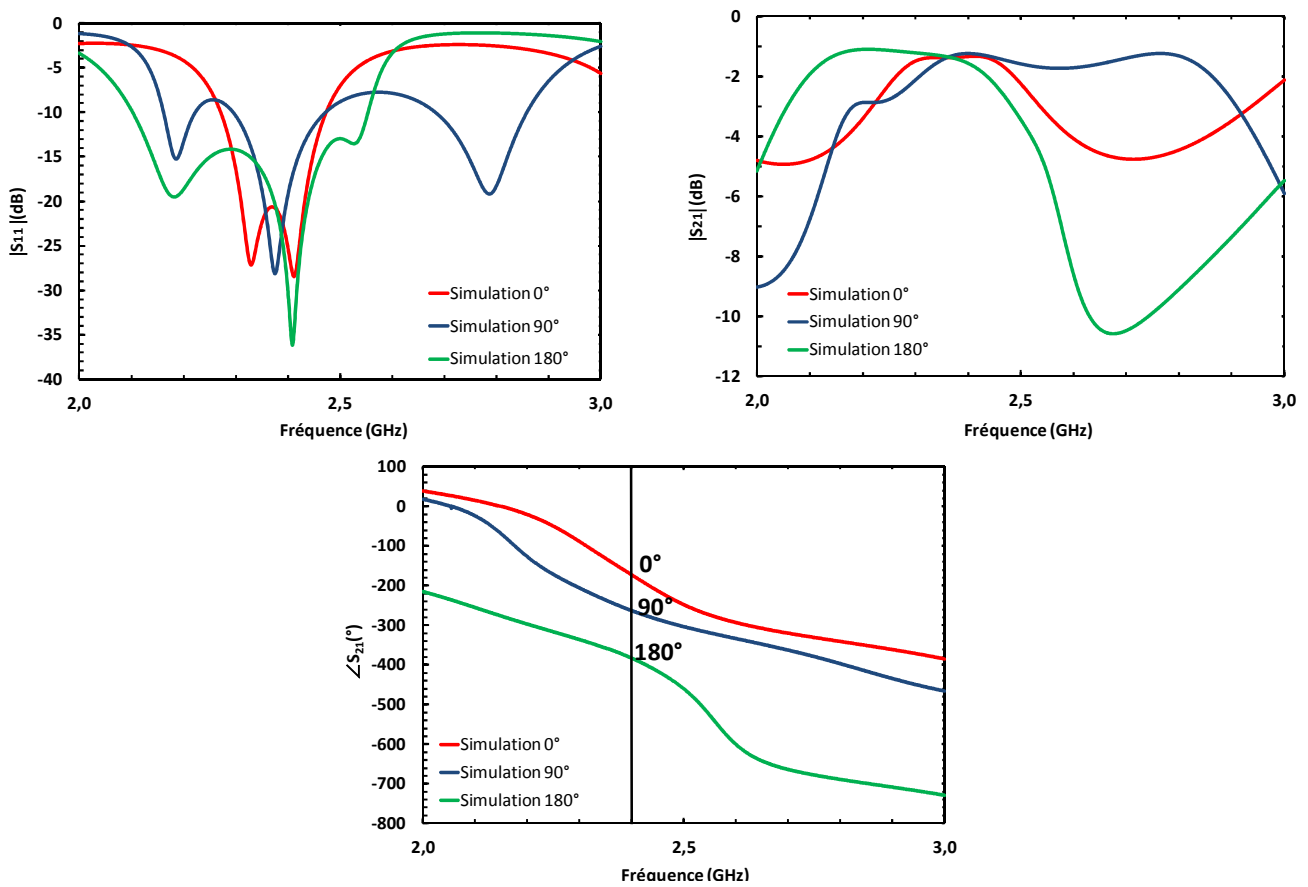 0
-5
-10
-15
-20
-25
-30
-35
-40
|S11|(dB)
Simulation 0°
Simulation 90°
Simulation 180°
2,0 2,5 3,0
Fréquence (GHz)
0
-2
-4
-6
-8
-10
-12
|S21|(dB)
Simulation 0°
Simulation 90°
Simulation 180°
2,0 2,5 3,0
Fréquence (GHz)
100
0
-100
-200
-300
-400
-500
-600
-700
-800
∠S21(°)
0°
90°
180°
Simulation 0°
Simulation 90°
Simulation 180°
2,0 2,5 3,0
Fréquence (GHz)